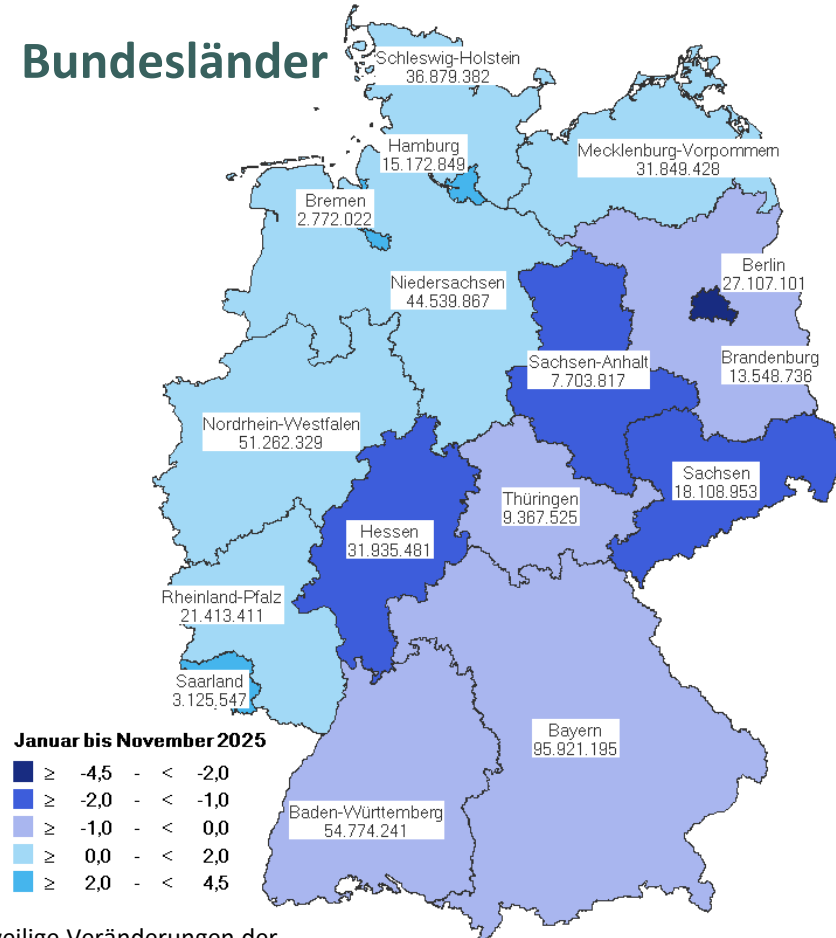 Bundesländer
Schleswig-Holstein
36.879.382
Hamburg
15.172.849
Mecklenburg-Vorpommern
31.849.428
Bremen
2.772.022
Berlin
27.107.101
Niedersachsen
44.539.867
Sachsen-Anhalt
7.703.817
Brandenburg
13.548.736
Nordrhein-Westfalen
51.262.329
Sachsen
18.108.953
Thüringen
9.367.525
Hessen
31.935.481
Rheinland-Pfalz
21.413.411
Saarland
3.125.547
Bayern
95.921.195
Baden-Württemberg
54.774.241
Januar bis November 2025
≥ -4,5 - < -2,0
≥ -2,0 - < -1,0
≥ -1,0 - < 0,0
≥ 0,0 - < 2,0
≥ 2,0 - < 4,5
Veränderungen der